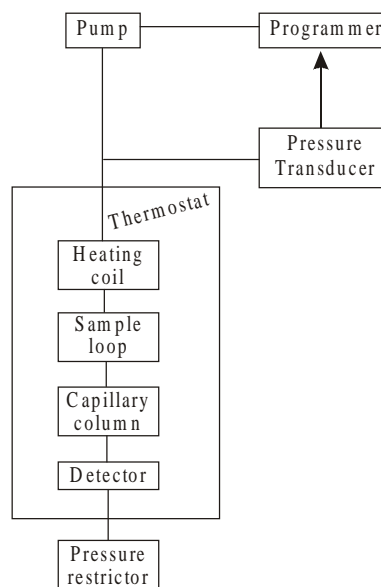 Pump
Programmer
Pressure
Transducer
Thermostat
Heating
coil
Sample
loop
Capillary
column
Detector
Pressure
restrictor